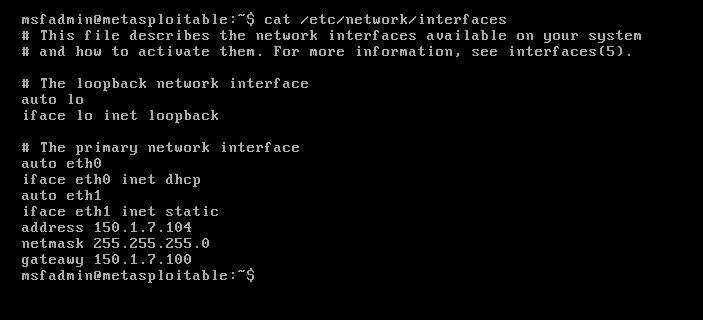 msfadmin@metasploitable:~$ cat /etc/network/interfaces
# This file describes the network interfaces available on your system
# and how to activate them. For more information, see interfaces(5).
# The loopback network interface
auto lo
iface lo inet loopback
# The primary network interface
auto eth0
iface eth0 inet dhcp
auto eth1
iface eth1 inet static
address 150.1.7.104
netmask 255.255.255.0
gateawy 150.1.7.100
msfadmin@metasploitable:~$